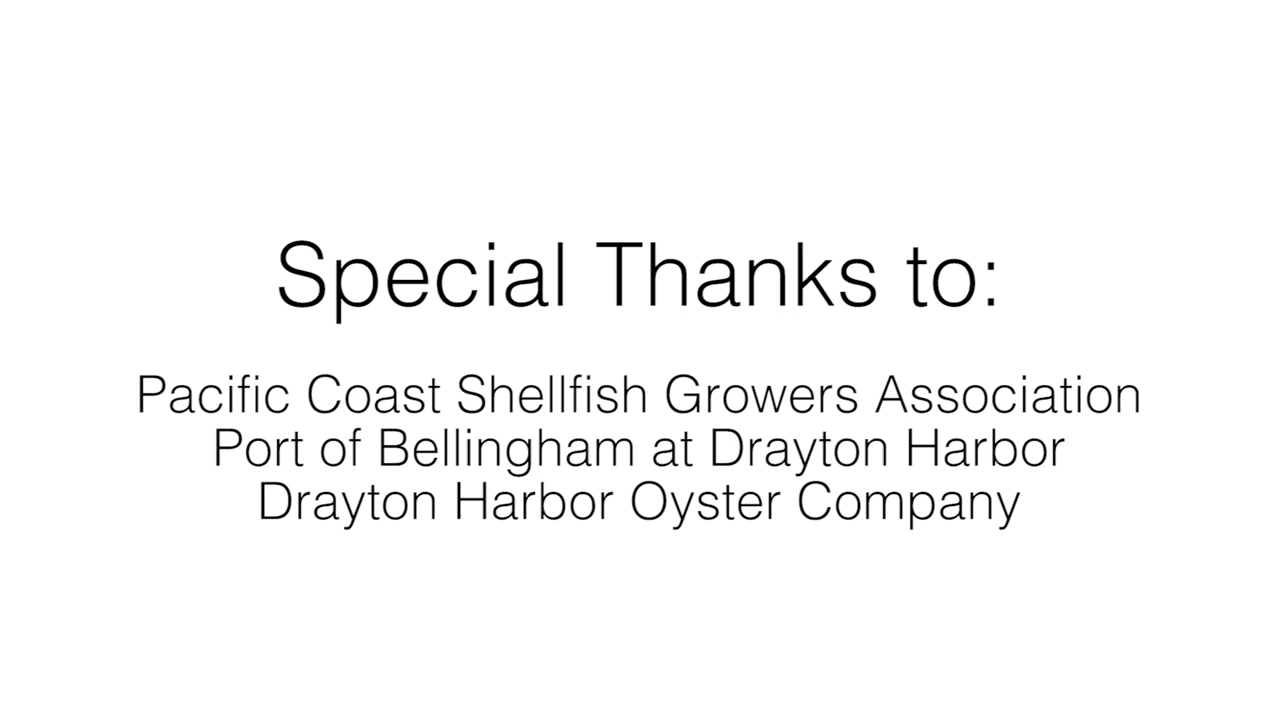 Special Thanks to:
Pacific Coast Shellfish Growers Association
Port of Bellingham at Drayton Harbor
Drayton Harbor Oyster Company